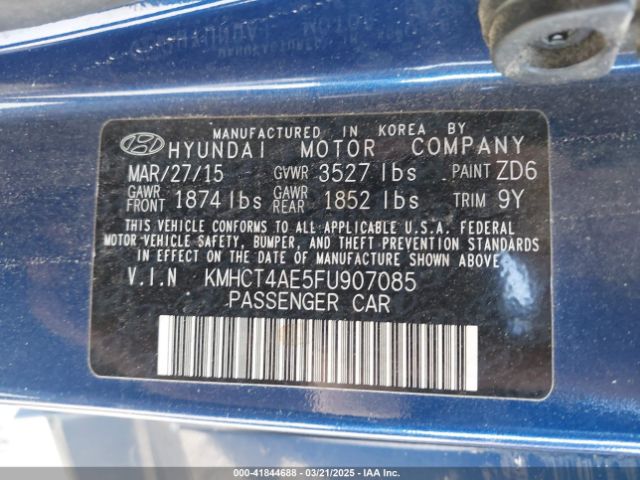 MANUFACTURED IN KOREA BY
HYUNDAI MOTOR COMPANY
MAR/27/15 GVWR 3527 lbs PAINT ZD6
GAWR FRONT 1874 lbs GAWR REAR 1852 lbs TRIM 9Y
THIS VEHICLE CONFORMS TO ALL APPLICABLE U.S.A. FEDERAL
MOTOR VEHICLE SAFETY, BUMPER, AND THEFT PREVENTION STANDARDS
IN EFFECT ON THE DATE OF MANUFACTURE SHOWN ABOVE.
V.I.N KMHCT4AE5FU907085
PASSENGER CAR
000-41844688 - 03/21/2025 - IAA Inc.